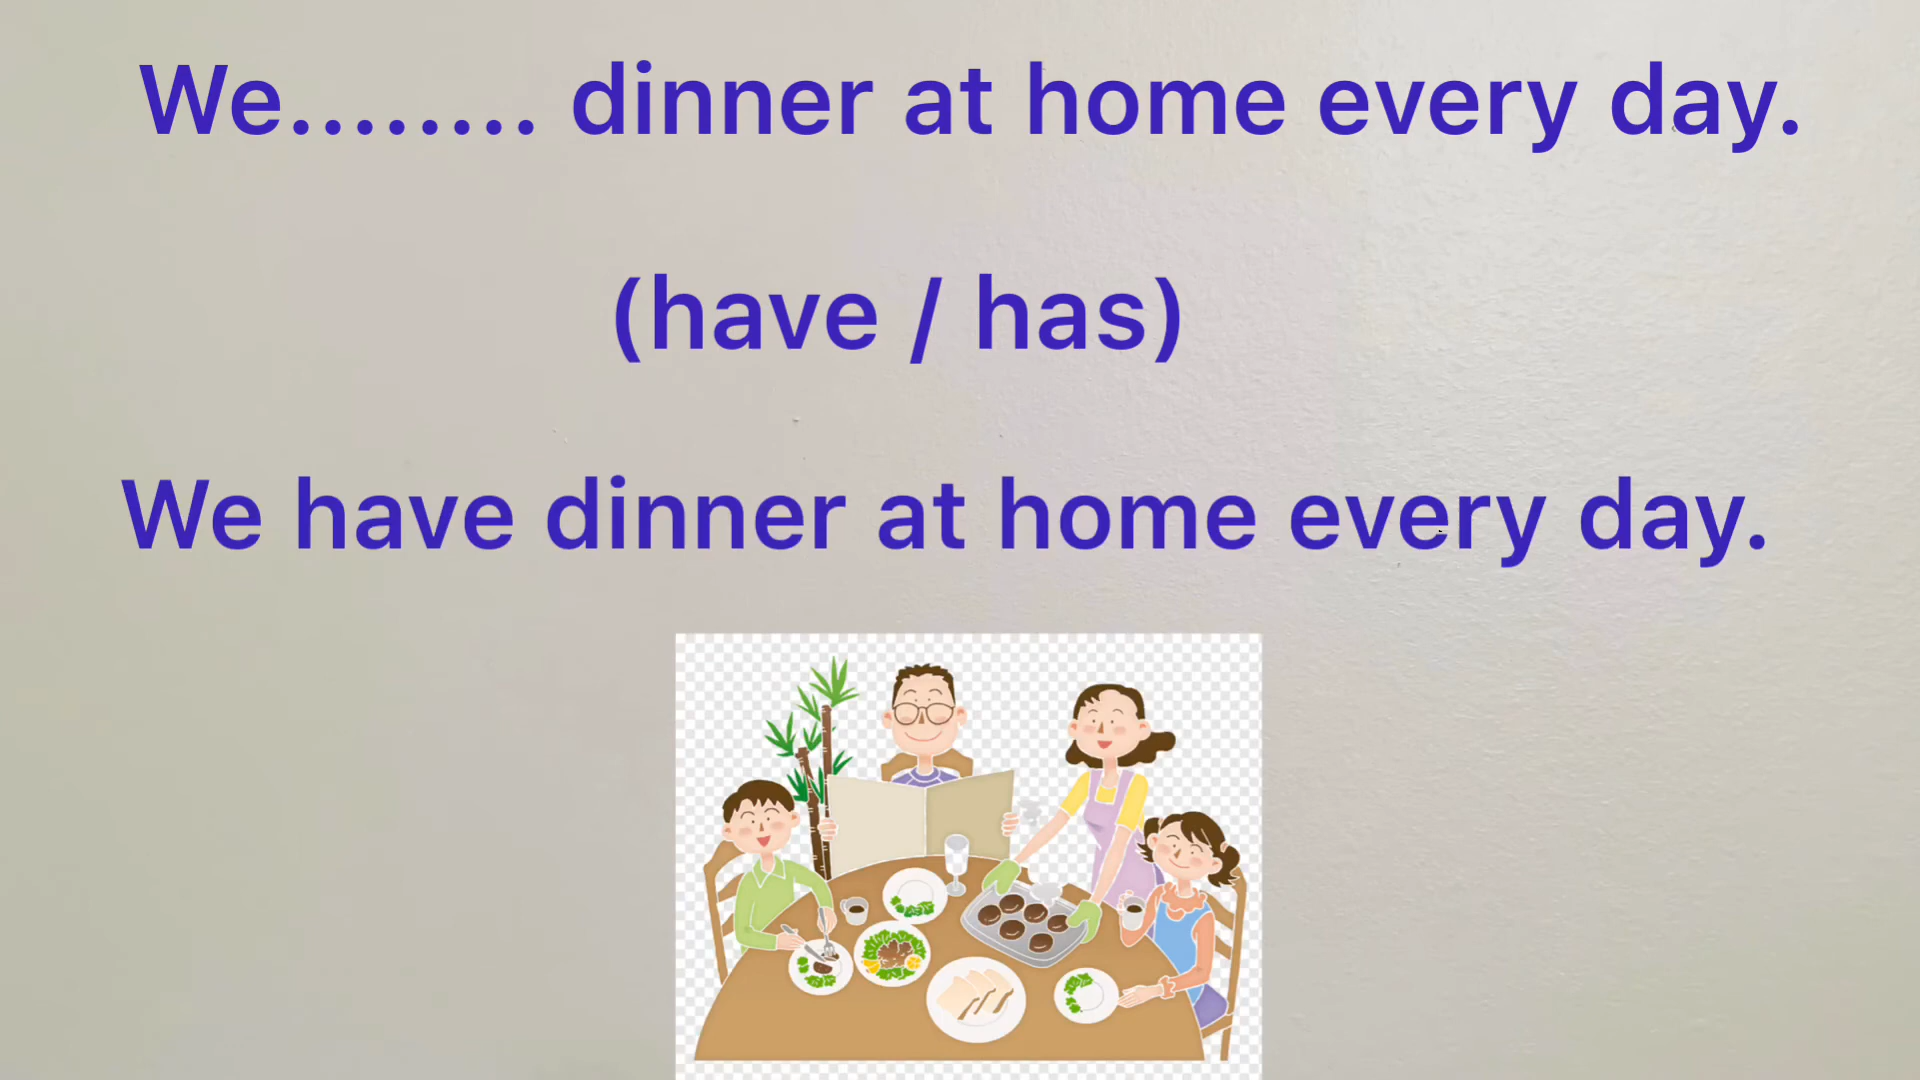 We........ dinner at home every day.
(have / has)
We have dinner at home every day.